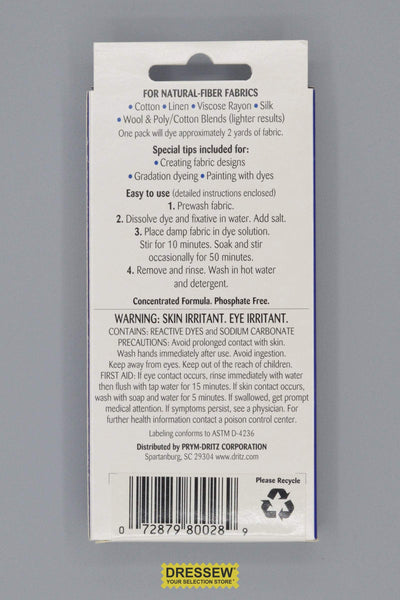 FOR NATURAL-FIBER FABRICS
• Cotton • Linen • Viscose Rayon • Silk
• Wool & Poly/Cotton Blends (lighter results)
One pack will dye approximately 2 yards of fabric.
Special tips included for:
• Creating fabric designs
• Gradation dyeing • Painting with dyes
Easy to use (detailed instructions enclosed)
1. Prewash fabric.
2. Dissolve dye and fixative in water. Add salt.
3. Place damp fabric in dye solution.
Stir for 10 minutes. Soak and stir
occasionally for 50 minutes.
4. Remove and rinse. Wash in hot water
and detergent.
Concentrated Formula. Phosphate Free.
WARNING: SKIN IRRITANT. EYE IRRITANT.
CONTAINS: REACTIVE DYES and SODIUM CARBONATE
PRECAUTIONS: Avoid prolonged contact with skin.
Wash hands immediately after use. Avoid ingestion.
Keep away from eyes. Keep out of the reach of children.
FIRST AID: If eye contact occurs, rinse immediately with water
then flush with tap water for 15 minutes. If skin contact occurs,
wash with soap and water for 5 minutes. If swallowed, get prompt
medical attention. If symptoms persist, see a physician. For
further health information contact a poison control center.
Labeling conforms to ASTM D-4236
Distributed by PRYM-DRITZ CORPORATION
Spartanburg, SC 29304 www.dritz.com
Please Recycle
0 72879 80028 9
DRESSEW
YOUR SELECTION STORE